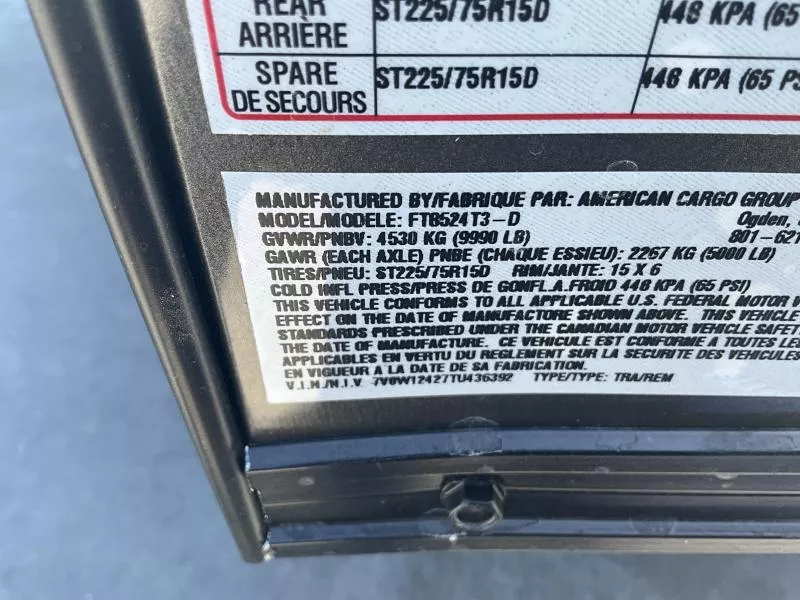 REAR ST225/75R15D 448 KPA (65
ARRIÈRE
SPARE ST225/75R15D 448 KPA (65 PS
DE SECOURS
MANUFACTURED BY/FABRIQUE PAR: AMERICAN CARGO GROUP
MODEL/MODELE: FT8524T3-D Ogden,
GVWR/PNBV: 4530 KG (9990 LB) 801-621
GAWR (EACH AXLE) PNBE (CHAQUE ESSIEU): 2267 KG (5000 LB)
TIRES/PNEU: ST225/75R15D RIM/JANTE: 15 X 6
COLD INFL PRESS/PRESS DE GONFL.A.FROID 448 KPA (65 PSI)
THIS VEHICLE CONFORMS TO ALL APPLICABLE U.S. FEDERAL MOTOR V
EFFECT ON THE DATE OF MANUFACTORE SHOWN ABOVE. THIS VEHICLE
STANDARDS PRESCRIBED UNDER THE CANADIAN MOTOR VEHICLE SAFET
THE DATE OF MANUFACTURE. CE VEHICULE EST CONFORME A TOUTES LE
APPLICABLES EN VERTU DU REGLEMENT SUR LA SECURITE DES VEHICULES
EN VIGUEUR A LA DATE DE SA FABRICATION.
V.I.N./N.I.V 7V0W12427TU436392 TYPE/TYPE: TRA/REM